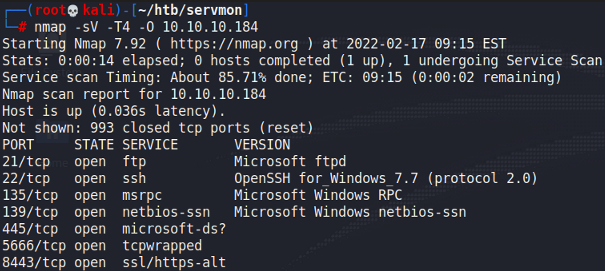 ┌──(root💀kali)-[~/htb/servmon]
└─# nmap -sV -T4 -O 10.10.10.184
Starting Nmap 7.92 ( https://nmap.org ) at 2022-02-17 09:15 EST
Stats: 0:00:14 elapsed; 0 hosts completed (1 up), 1 undergoing Service Scan
Service scan Timing: About 85.71% done; ETC: 09:15 (0:00:02 remaining)
Nmap scan report for 10.10.10.184
Host is up (0.036s latency).
Not shown: 993 closed tcp ports (reset)
PORT     STATE SERVICE       VERSION
21/tcp   open  ftp           Microsoft ftpd
22/tcp   open  ssh           OpenSSH for_Windows_7.7 (protocol 2.0)
135/tcp  open  msrpc         Microsoft Windows RPC
139/tcp  open  netbios-ssn   Microsoft Windows netbios-ssn
445/tcp  open  microsoft-ds?
5666/tcp open  tcpwrapped
8443/tcp open  ssl/https-alt